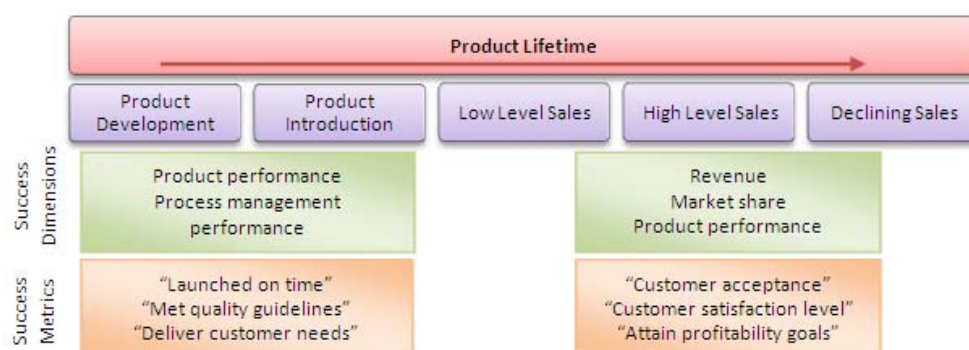 Product Lifetime
Product
Development
Product
Introduction
Low Level Sales
High Level Sales
Declining Sales
Success
Dimensions
Product performance
Process management
performance
Revenue
Market share
Product performance
Success
Metrics
“Launched on time”
“Met quality guidelines”
“Deliver customer needs”
“Customer acceptance”
“Customer satisfaction level”
“Attain profitability goals”